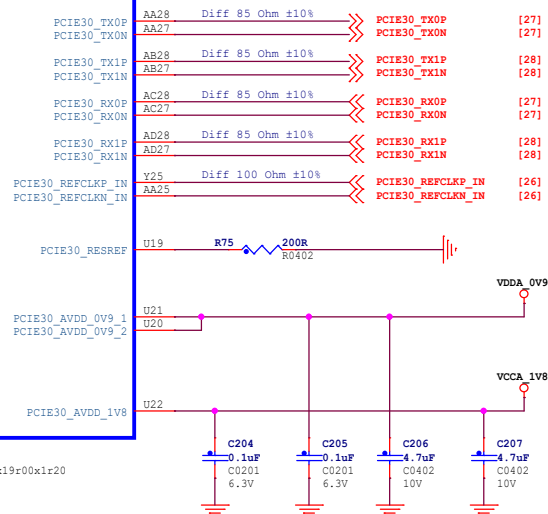 PCIE30_TX0P AA28 Diff 85 Ohm ±10% PCIE30_TX0P [27]
PCIE30_TX0N AA27 PCIE30_TX0N [27]
PCIE30_TX1P AB28 Diff 85 Ohm ±10% PCIE30_TX1P [28]
PCIE30_TX1N AB27 PCIE30_TX1N [28]
PCIE30_RX0P AC28 Diff 85 Ohm ±10% PCIE30_RX0P [27]
PCIE30_RX0N AC27 PCIE30_RX0N [27]
PCIE30_RX1P AD28 Diff 85 Ohm ±10% PCIE30_RX1P [28]
PCIE30_RX1N AD27 PCIE30_RX1N [28]
PCIE30_REFCLKP_IN Y25 Diff 100 Ohm ±10% PCIE30_REFCLKP_IN [26]
PCIE30_REFCLKN_IN AA25 PCIE30_REFCLKN_IN [26]
PCIE30_RESREF U19 R75 200R
R0402
VDDA_0V9
PCIE30_AVDD_0V9_1 U21
PCIE30_AVDD_0V9_2 U20
VCCA_1V8
PCIE30_AVDD_1V8 U22
C204 C205 C206 C207
0.1uF 0.1uF 4.7uF 4.7uF
x19r00x1r20 C0201 C0201 C0402 C0402
6.3V 6.3V 10V 10V